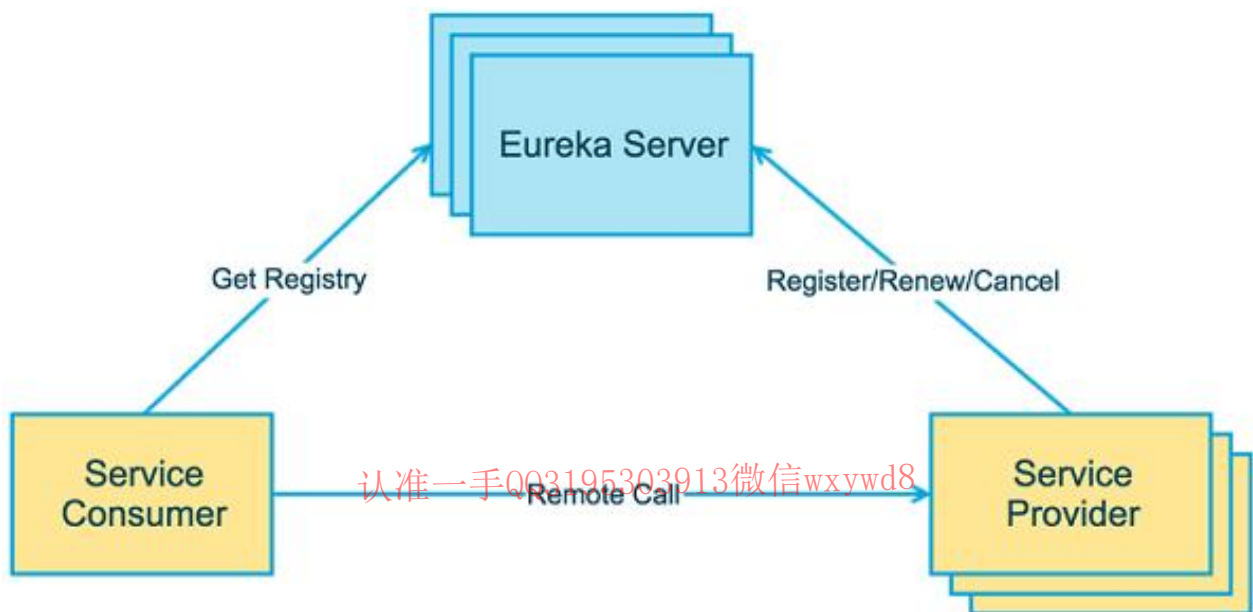 Eureka Server
Get Registry
Register/Renew/Cancel
Service
Consumer
认准一手QQ3195303913微信wxywd8
Remote Call
Service
Provider